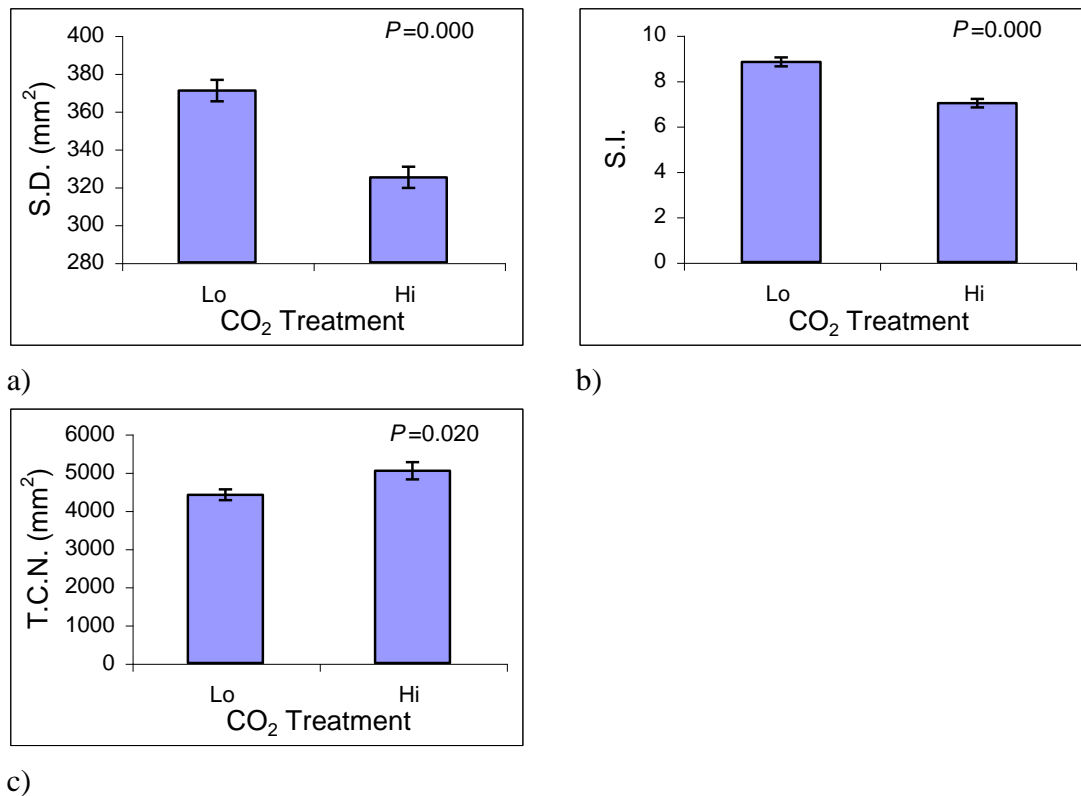 P=0.000
S.D. (mm²)
400
380
360
340
320
300
280
Lo
Hi
CO₂ Treatment
a)
P=0.000
S.I.
10
8
6
4
2
0
Lo
Hi
CO₂ Treatment
b)
P=0.020
T.C.N. (mm²)
6000
5000
4000
3000
2000
1000
0
Lo
Hi
CO₂ Treatment
c)